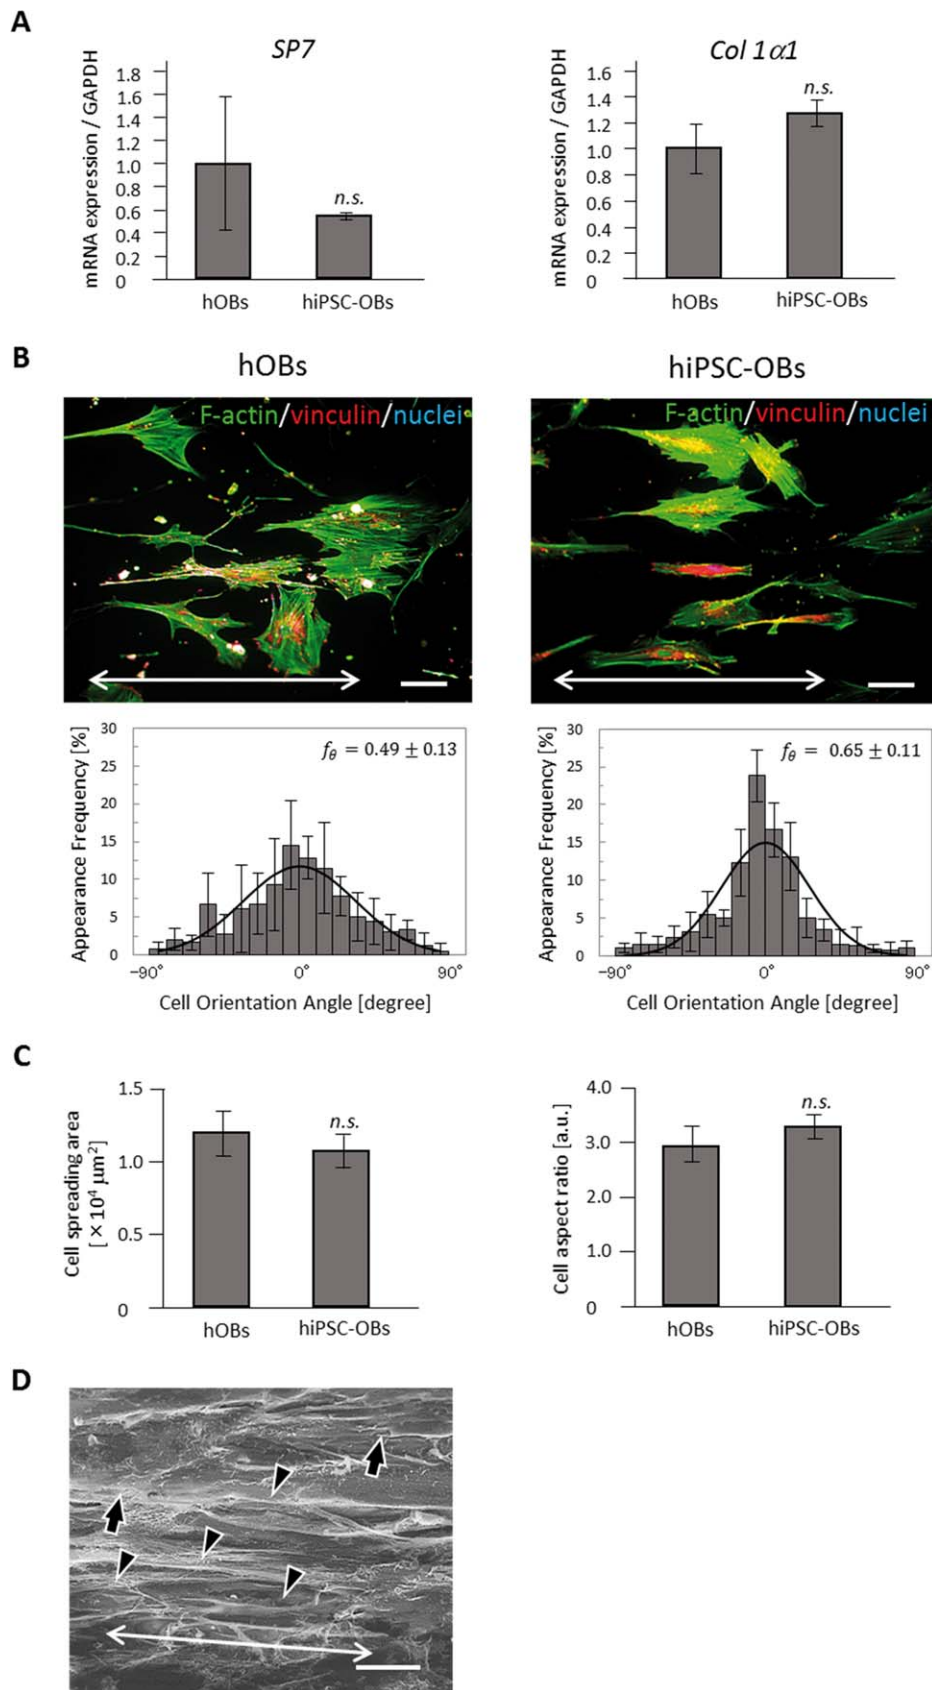 A
SP7
mRNA expression / GAPDH
1.8
1.6
1.4
1.2
1.0
0.8
0.6
0.4
0.2
0
n.s.
hOBs
hiPSC-OBs
Col 1α1
mRNA expression / GAPDH
1.6
1.4
1.2
1.0
0.8
0.6
0.4
0.2
0
n.s.
hOBs
hiPSC-OBs
B
hOBs
F-actin/vinculin/nuclei
hiPSC-OBs
F-actin/vinculin/nuclei
Appearance Frequency [%]
30
25
20
15
10
5
0
fθ = 0.49 ± 0.13
−90°
0°
90°
Cell Orientation Angle [degree]
Appearance Frequency [%]
30
25
20
15
10
5
0
fθ = 0.65 ± 0.11
−90°
0°
90°
Cell Orientation Angle [degree]
C
Cell spreading area
[ ×10⁴ μm²]
1.5
1.0
0.5
0
n.s.
hOBs
hiPSC-OBs
Cell aspect ratio [a.u.]
4.0
3.0
2.0
1.0
0
n.s.
hOBs
hiPSC-OBs
D